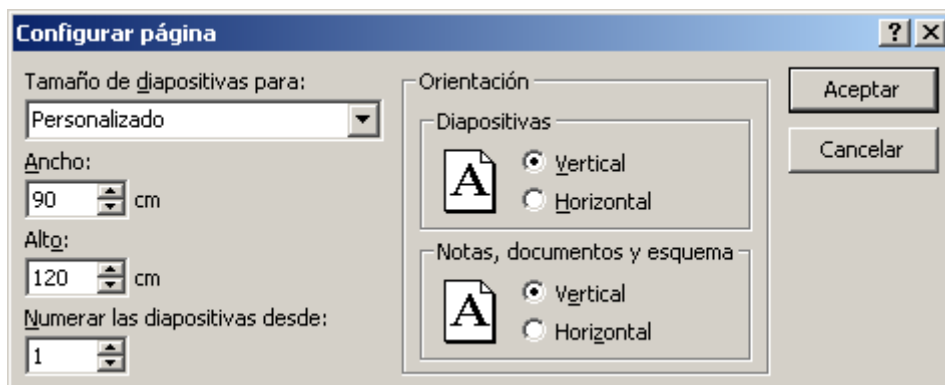 Configurar página
Tamaño de diapositivas para:
Personalizado
Ancho:
90 cm
Alto:
120 cm
Numerar las diapositivas desde:
1
Orientación
Diapositivas
A
Vertical
Horizontal
Notas, documentos y esquema
A
Vertical
Horizontal
Aceptar
Cancelar